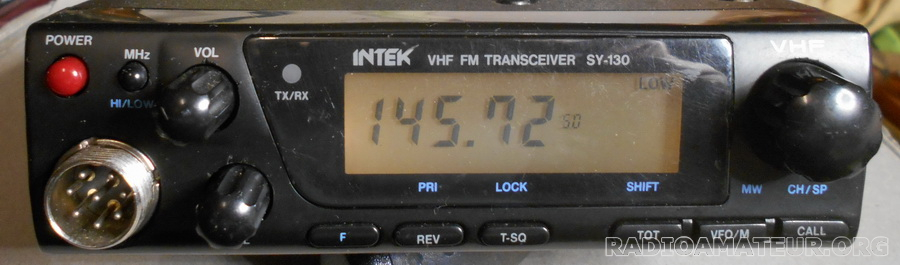 POWER
MHz
HI/LOW
VOL
TX/RX
INTEK VHF FM TRANSCEIVER SY-130
VHF
LOW
145.72 50
PRI LOCK SHIFT
MW CH/SP
F REV T-SQ TOT VFO/M CALL
RADIOAMATEUR.ORG